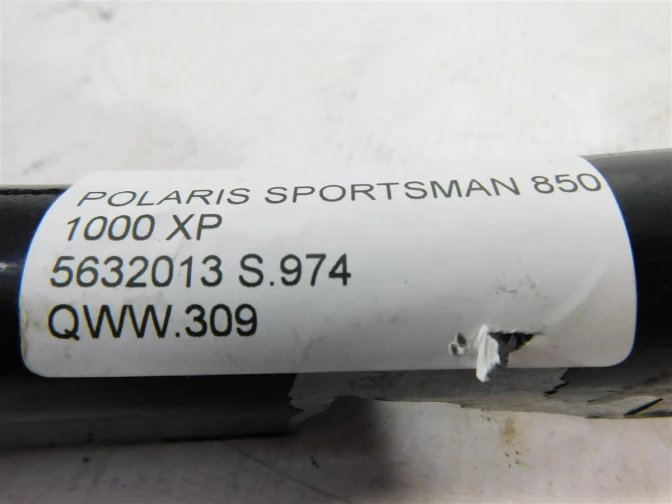 POLARIS SPORTSMAN 850
1000 XP
5632013 S.974
QWW.309